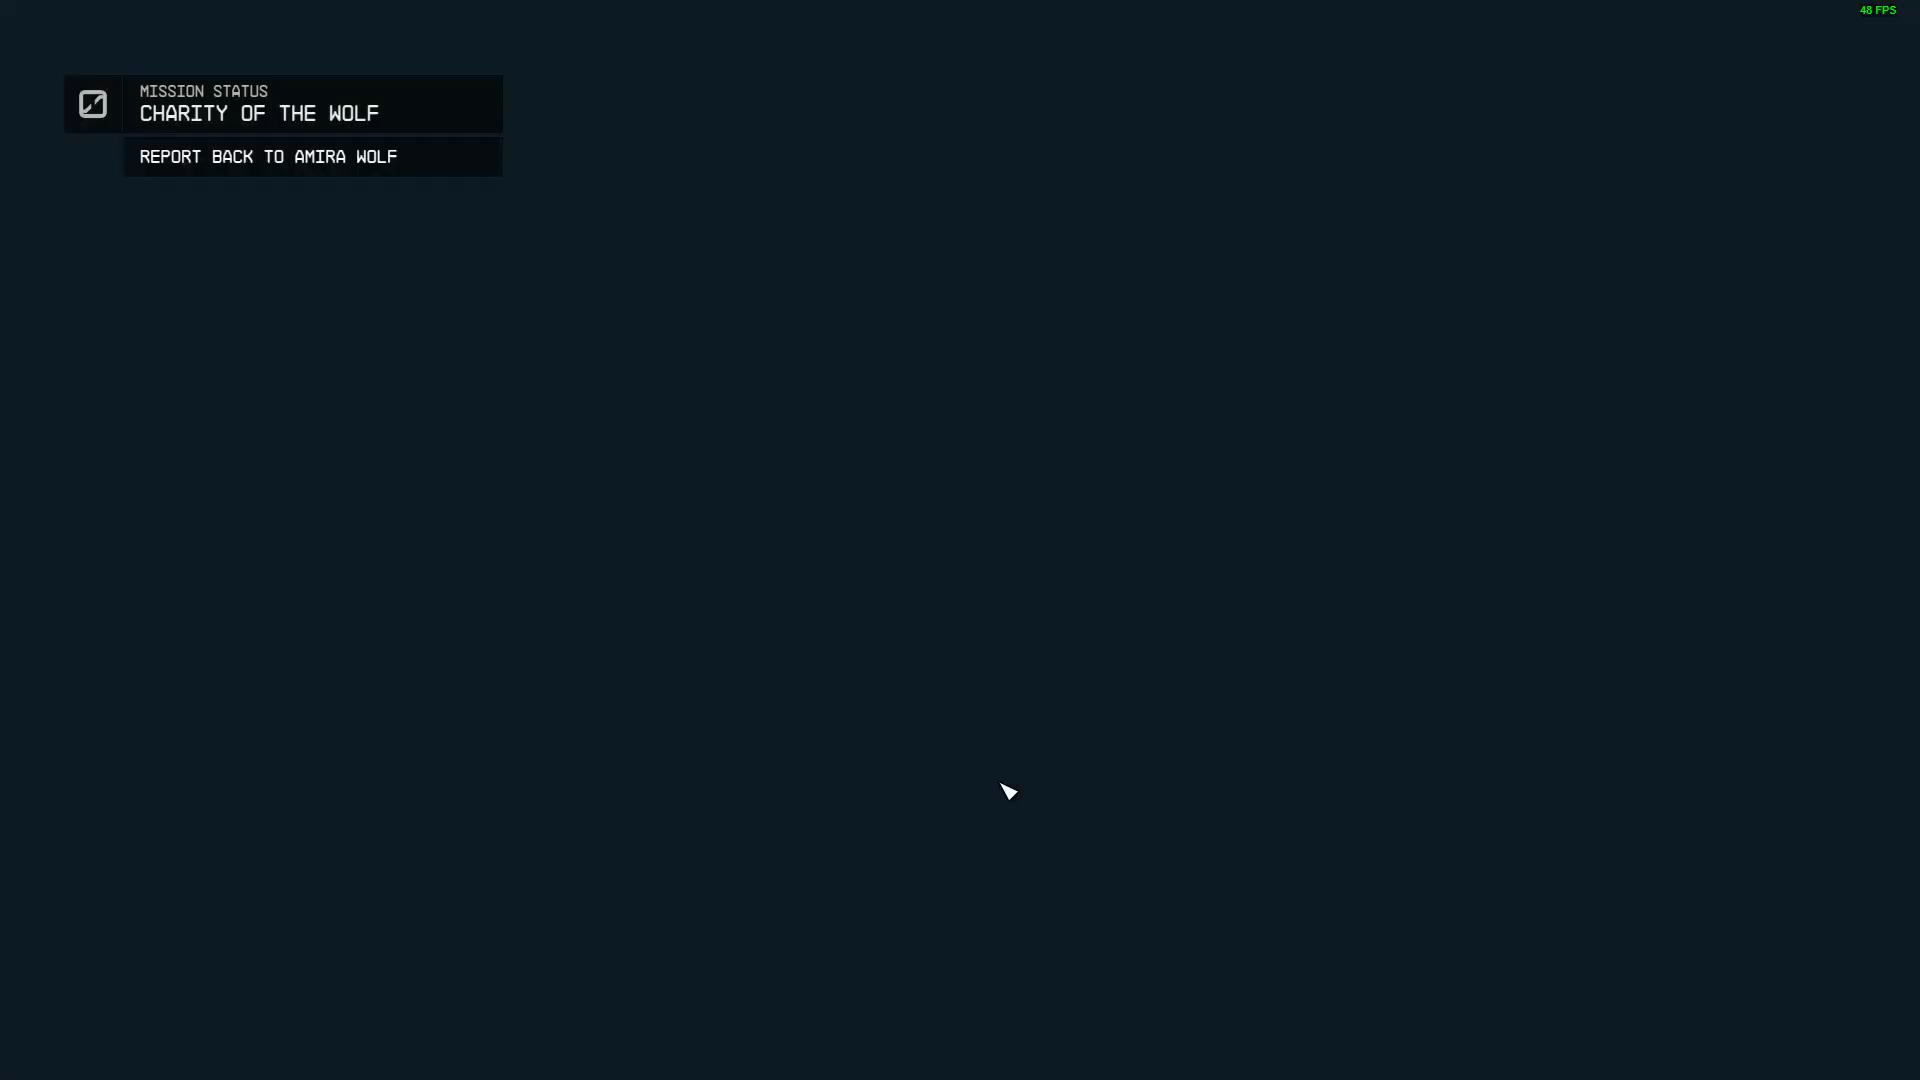 48 FPS
MISSION STATUS
CHARITY OF THE WOLF
REPORT BACK TO AMIRA WOLF